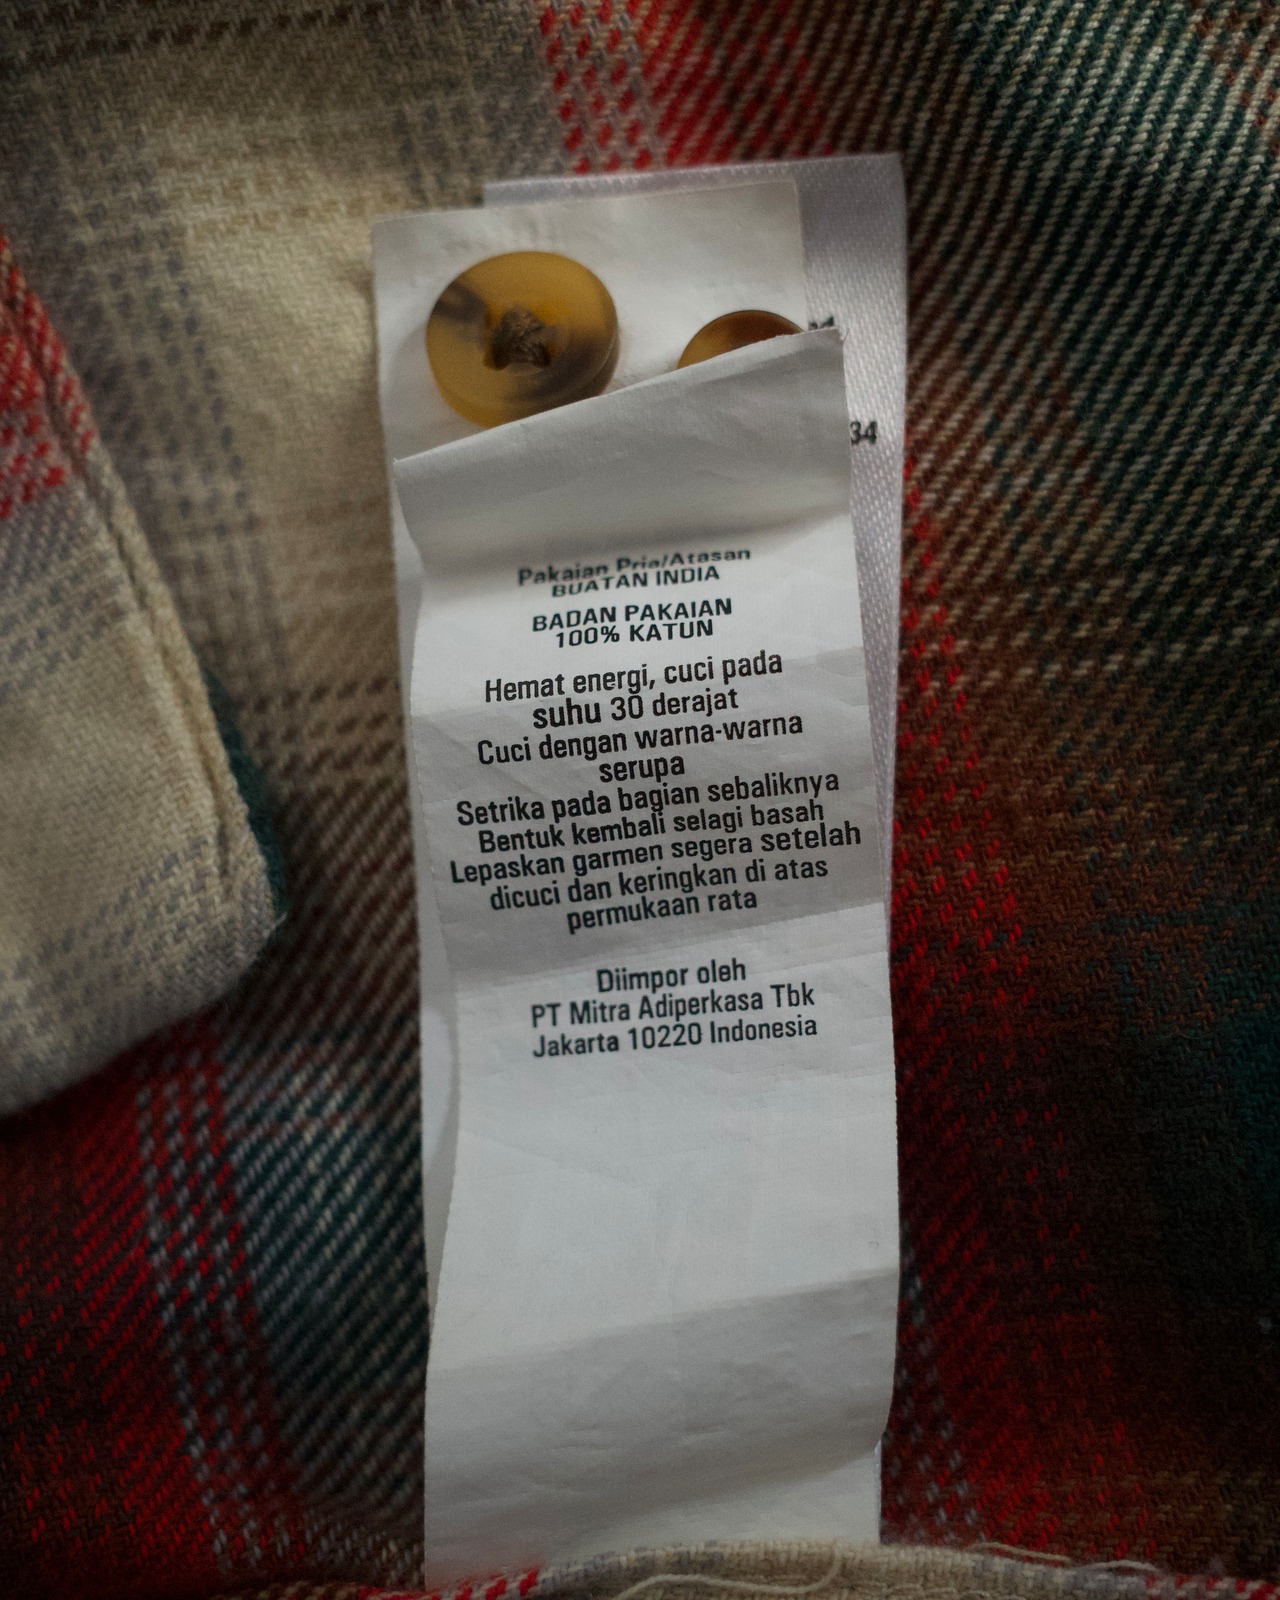 34
Pakaian Pria/Atasan
BUATAN INDIA
BADAN PAKAIAN
100% KATUN
Hemat energi, cuci pada
suhu 30 derajat
Cuci dengan warna-warna
serupa
Setrika pada bagian sebaliknya
Bentuk kembali selagi basah
Lepaskan garmen segera setelah
dicuci dan keringkan di atas
permukaan rata
Diimpor oleh
PT Mitra Adiperkasa Tbk
Jakarta 10220 Indonesia